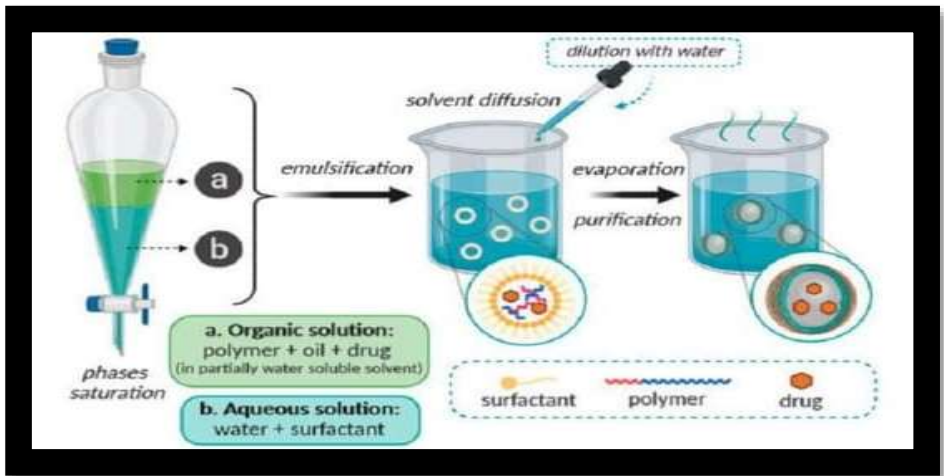 dilution with water
solvent diffusion
a
emulsification
evaporation
purification
b
a. Organic solution:
polymer + oil + drug
(in partially water soluble solvent)
phases
saturation
b. Aqueous solution:
water + surfactant
surfactant
polymer
drug